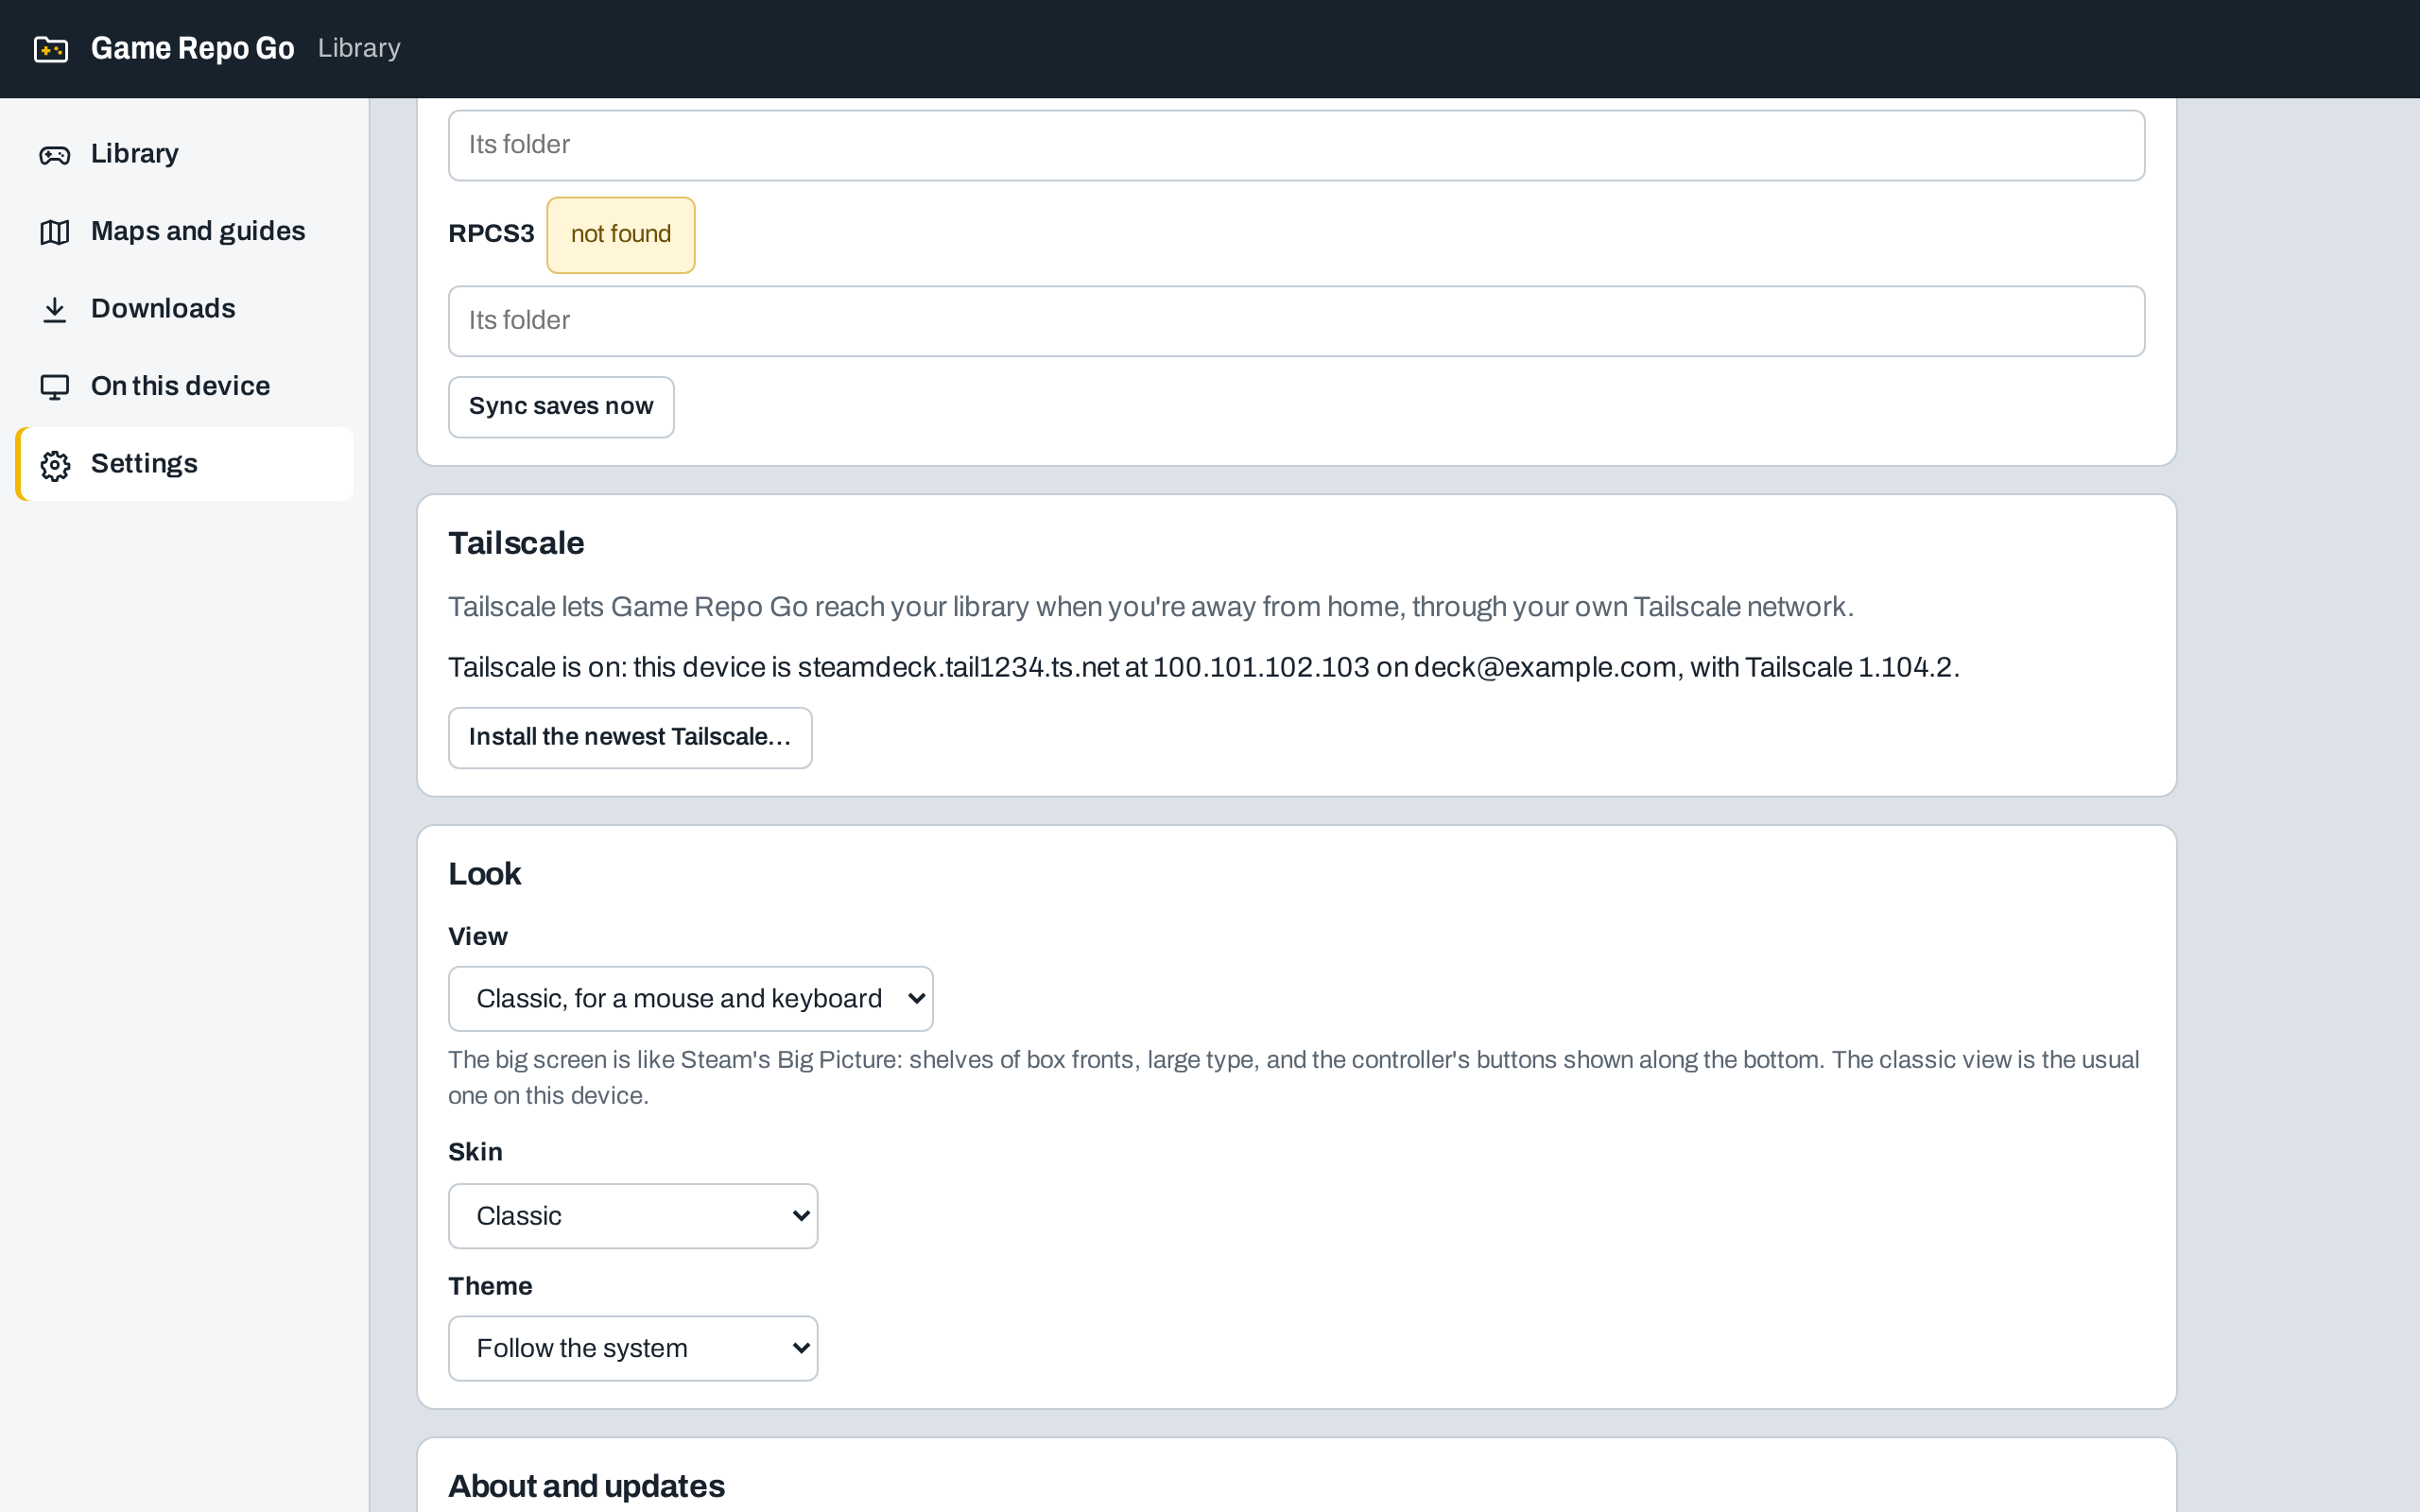 Game Repo Go Library
Library
Maps and guides
Downloads
On this device
Settings
Its folder
RPCS3 not found
Its folder
Sync saves now
Tailscale
Tailscale lets Game Repo Go reach your library when you're away from home, through your own Tailscale network.
Tailscale is on: this device is steamdeck.tail1234.ts.net at 100.101.102.103 on deck@example.com, with Tailscale 1.104.2.
Install the newest Tailscale...
Look
View
Classic, for a mouse and keyboard
The big screen is like Steam's Big Picture: shelves of box fronts, large type, and the controller's buttons shown along the bottom. The classic view is the usual
one on this device.
Skin
Classic
Theme
Follow the system
About and updates